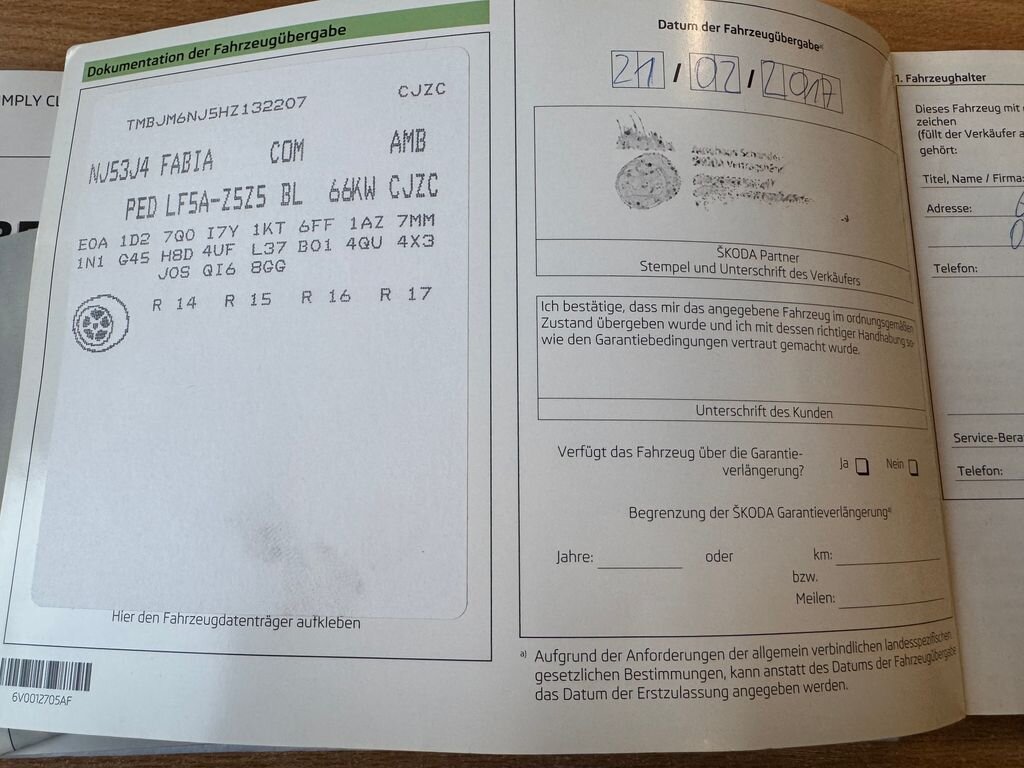 IMPLY CL
Dokumentation der Fahrzeugübergabe
TMBJM6NJ5HZ132207 CJZC
NJ53J4 FABIA COM AMB
PED LF5A-Z5Z5 BL 66KW CJZC
E0A 1D2 7Q0 I7Y 1KT 6FF 1AZ 7MM
1N1 G45 H8D 4UF L37 B01 4QU 4X3
J0S QI6 8GG
R 14 R 15 R 16 R 17
Hier den Fahrzeugdatenträger aufkleben
6V0012705AF
Datum der Fahrzeugübergabe a)
21 / 02 / 2017
ŠKODA Partner
Stempel und Unterschrift des Verkäufers
Ich bestätige, dass mir das angegebene Fahrzeug im ordnungsgemäßen
Zustand übergeben wurde und ich mit dessen richtiger Handhabung so-
wie den Garantiebedingungen vertraut gemacht wurde.
Unterschrift des Kunden
Verfügt das Fahrzeug über die Garantie-
verlängerung? Ja Nein
Begrenzung der ŠKODA Garantieverlängerung a)
Jahre: oder km:
bzw.
Meilen:
a) Aufgrund der Anforderungen der allgemein verbindlichen landesspezifischen
gesetzlichen Bestimmungen, kann anstatt des Datums der Fahrzeugübergabe
das Datum der Erstzulassung angegeben werden.
1. Fahrzeughalter
Dieses Fahrzeug mit
zeichen
(füllt der Verkäufer a
gehört:
Titel, Name / Firma:
Adresse:
Telefon:
Service-Bera
Telefon: